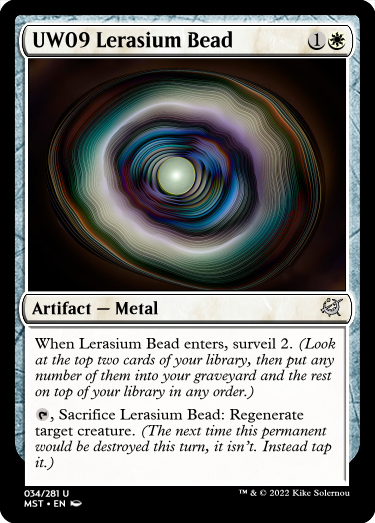 UW09 Lerasium Bead 1
Artifact — Metal
When Lerasium Bead enters, surveil 2. (Look
at the top two cards of your library, then put any
number of them into your graveyard and the rest
on top of your library in any order.)
, Sacrifice Lerasium Bead: Regenerate
target creature. (The next time this permanent
would be destroyed this turn, it isn't. Instead tap
it.)
034/281 U
MST • EN
™ & © 2022 Kike Solernou